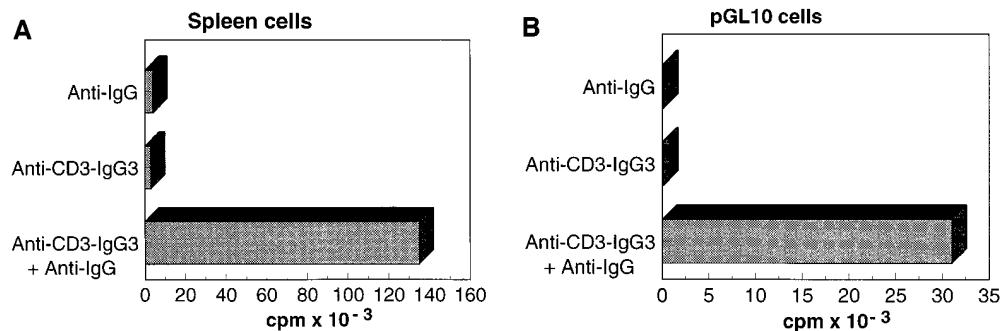 A
Spleen cells
Anti-IgG
Anti-CD3-IgG3
Anti-CD3-IgG3
+ Anti-IgG
0 20 40 60 80 100 120 140 160
cpm x 10⁻³
B
pGL10 cells
Anti-IgG
Anti-CD3-IgG3
Anti-CD3-IgG3
+ Anti-IgG
0 5 10 15 20 25 30 35
cpm x 10⁻³